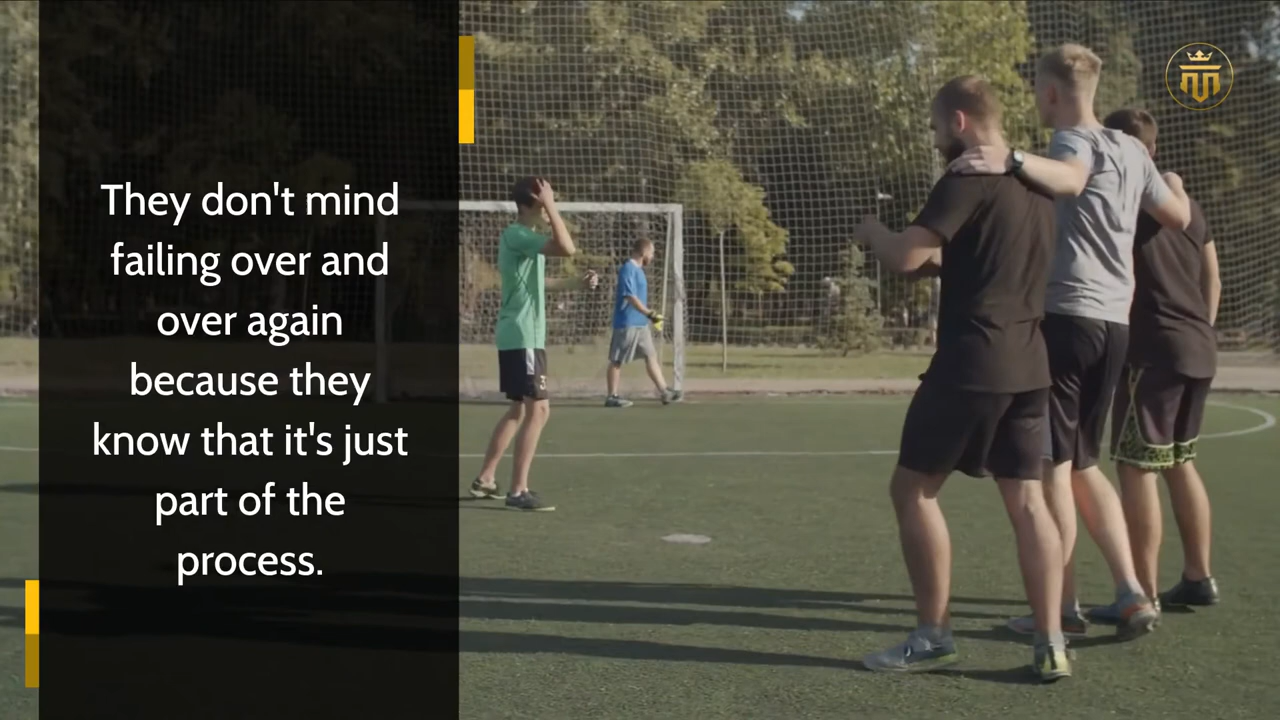 They don't mind
failing over and
over again
because they
know that it's just
part of the
process.